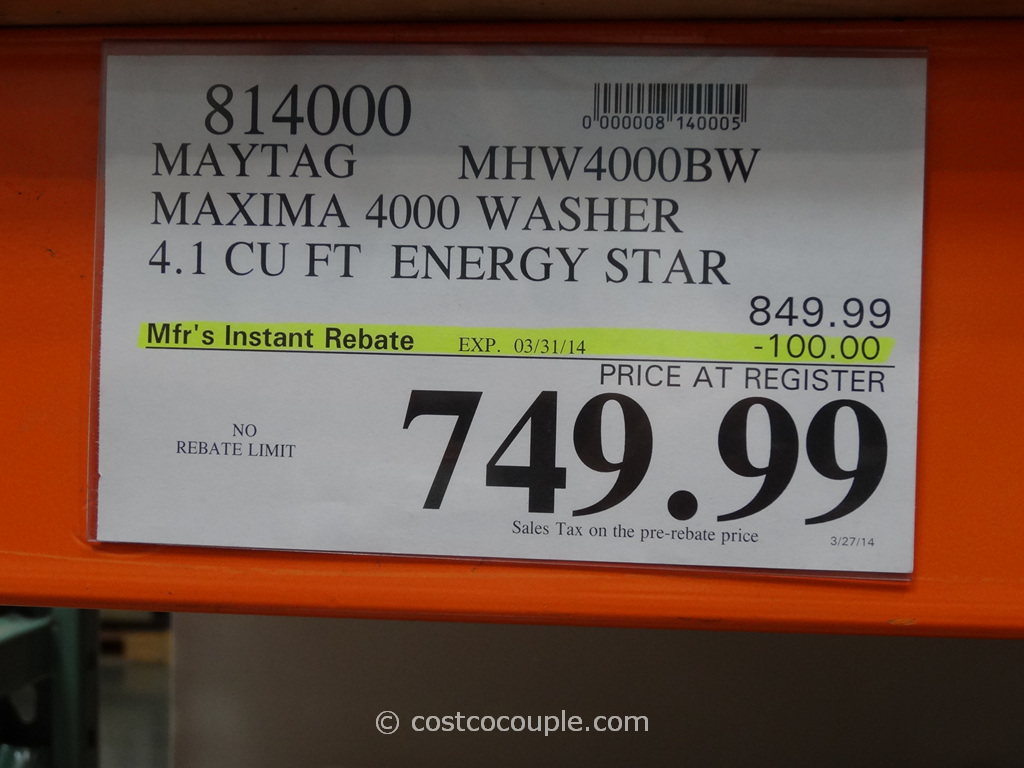 814000
0 000008 140005
MAYTAG MHW4000BW
MAXIMA 4000 WASHER
4.1 CU FT ENERGY STAR
849.99
Mfr's Instant Rebate EXP. 03/31/14 -100.00
PRICE AT REGISTER
749.99
NO
REBATE LIMIT
Sales Tax on the pre-rebate price
3/27/14
© costcocouple.com